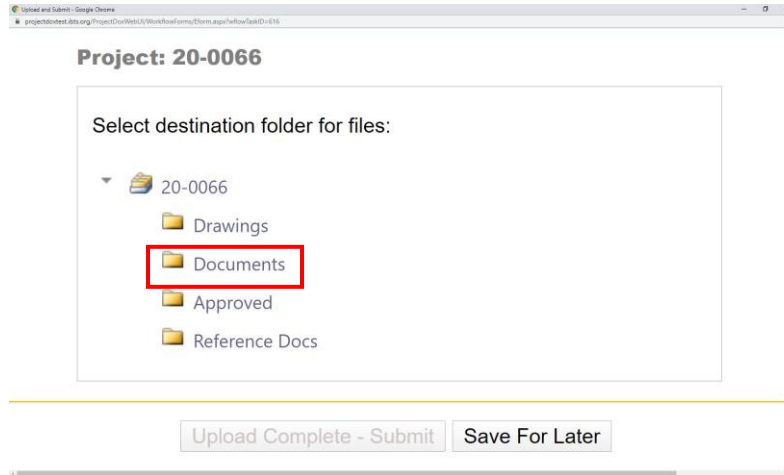 Upload and Submit - Google Chrome
projectdoxtest.ibts.org/ProjectDoxWebUI/WorkflowForms/Eform.aspx?wflowTaskID=616
Project: 20-0066
Select destination folder for files:
20-0066
Drawings
Documents
Approved
Reference Docs
Upload Complete - Submit Save For Later